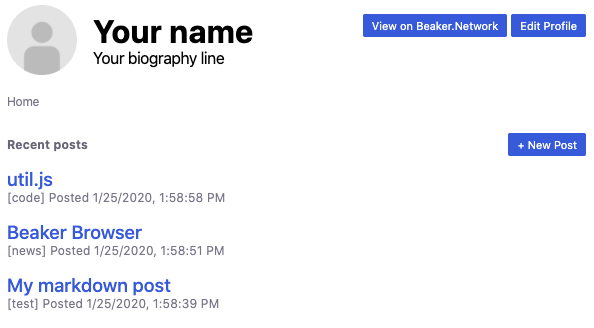 Your name
View on Beaker.Network
Edit Profile
Your biography line
Home
Recent posts
+ New Post
util.js
[code] Posted 1/25/2020, 1:58:58 PM
Beaker Browser
[news] Posted 1/25/2020, 1:58:51 PM
My markdown post
[test] Posted 1/25/2020, 1:58:39 PM